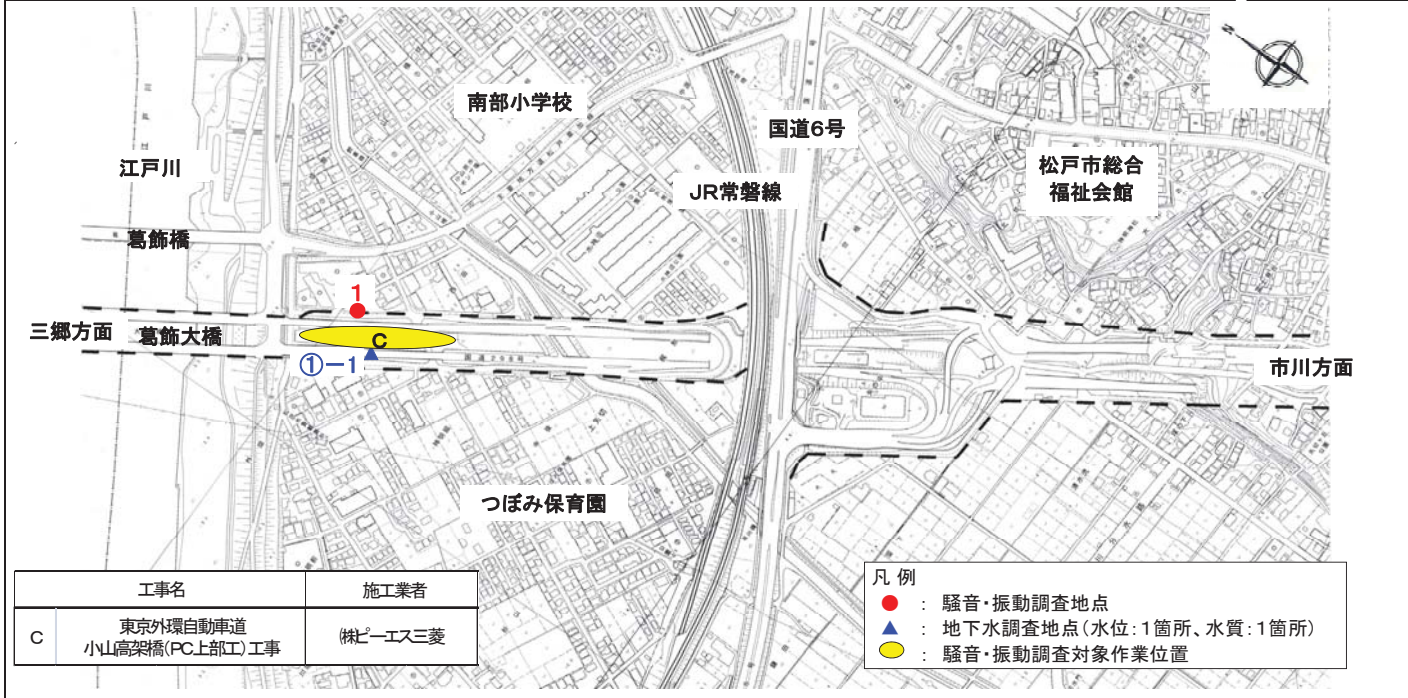 N
南部小学校
国道6号
江戸川
JR常磐線
松戸市総合
福祉会館
葛飾橋
1
三郷方面
葛飾大橋
C
国道298号
①−1
市川方面
つぼみ保育園
工事名 施工業者
C 東京外環自動車道
小山高架橋(PC上部工)工事
㈱ピーエス三菱
凡 例
● : 騒音・振動調査地点
▲ : 地下水調査地点(水位:1箇所、水質:1箇所)
: 騒音・振動調査対象作業位置